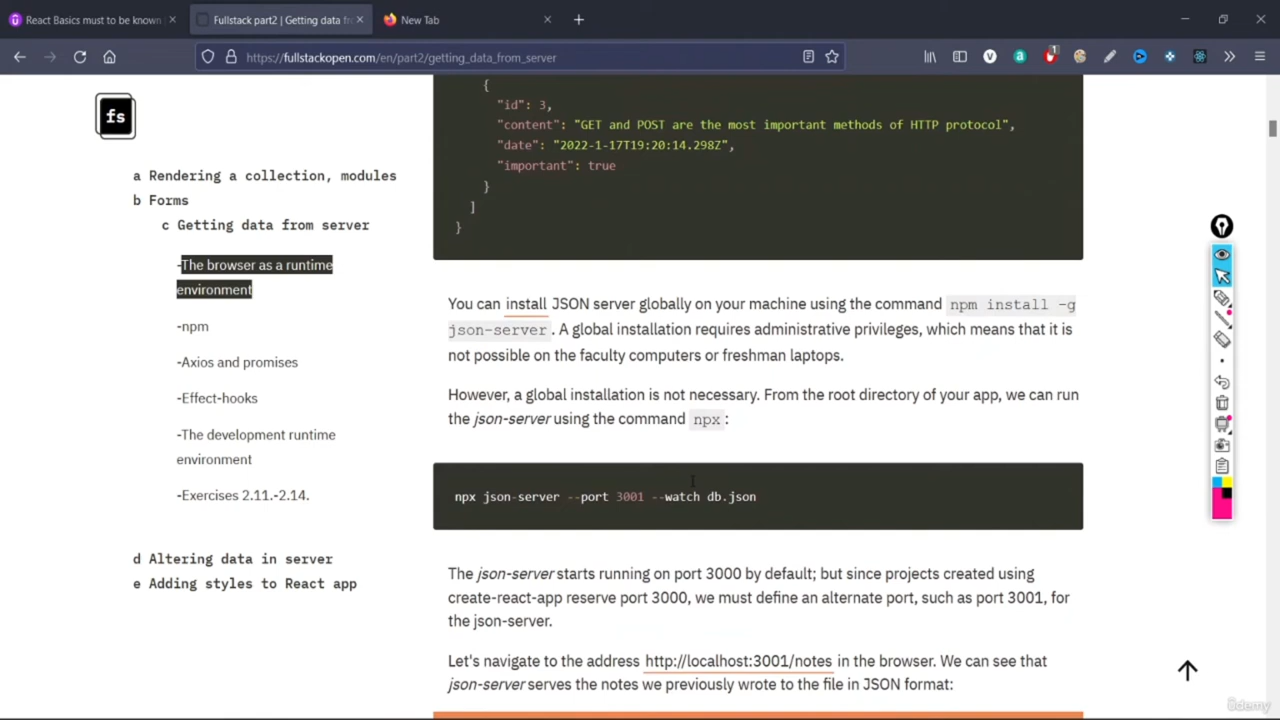 React Basics must to be known
Fullstack part2 | Getting data fr
New Tab
https://fullstackopen.com/en/part2/getting_data_from_server
1
fs
a Rendering a collection, modules
b Forms
c Getting data from server
-The browser as a runtime
environment
-npm
-Axios and promises
-Effect-hooks
-The development runtime
environment
-Exercises 2.11.-2.14.
d Altering data in server
e Adding styles to React app
{
"id": 3,
"content": "GET and POST are the most important methods of HTTP protocol",
"date": "2022-1-17T19:20:14.298Z",
"important": true
}
]
}
You can install JSON server globally on your machine using the command npm install -g
json-server . A global installation requires administrative privileges, which means that it is
not possible on the faculty computers or freshman laptops.
However, a global installation is not necessary. From the root directory of your app, we can run
the json-server using the command npx :
npx json-server --port 3001 --watch db.json
The json-server starts running on port 3000 by default; but since projects created using
create-react-app reserve port 3000, we must define an alternate port, such as port 3001, for
the json-server.
Let's navigate to the address http://localhost:3001/notes in the browser. We can see that
json-server serves the notes we previously wrote to the file in JSON format:
Udemy